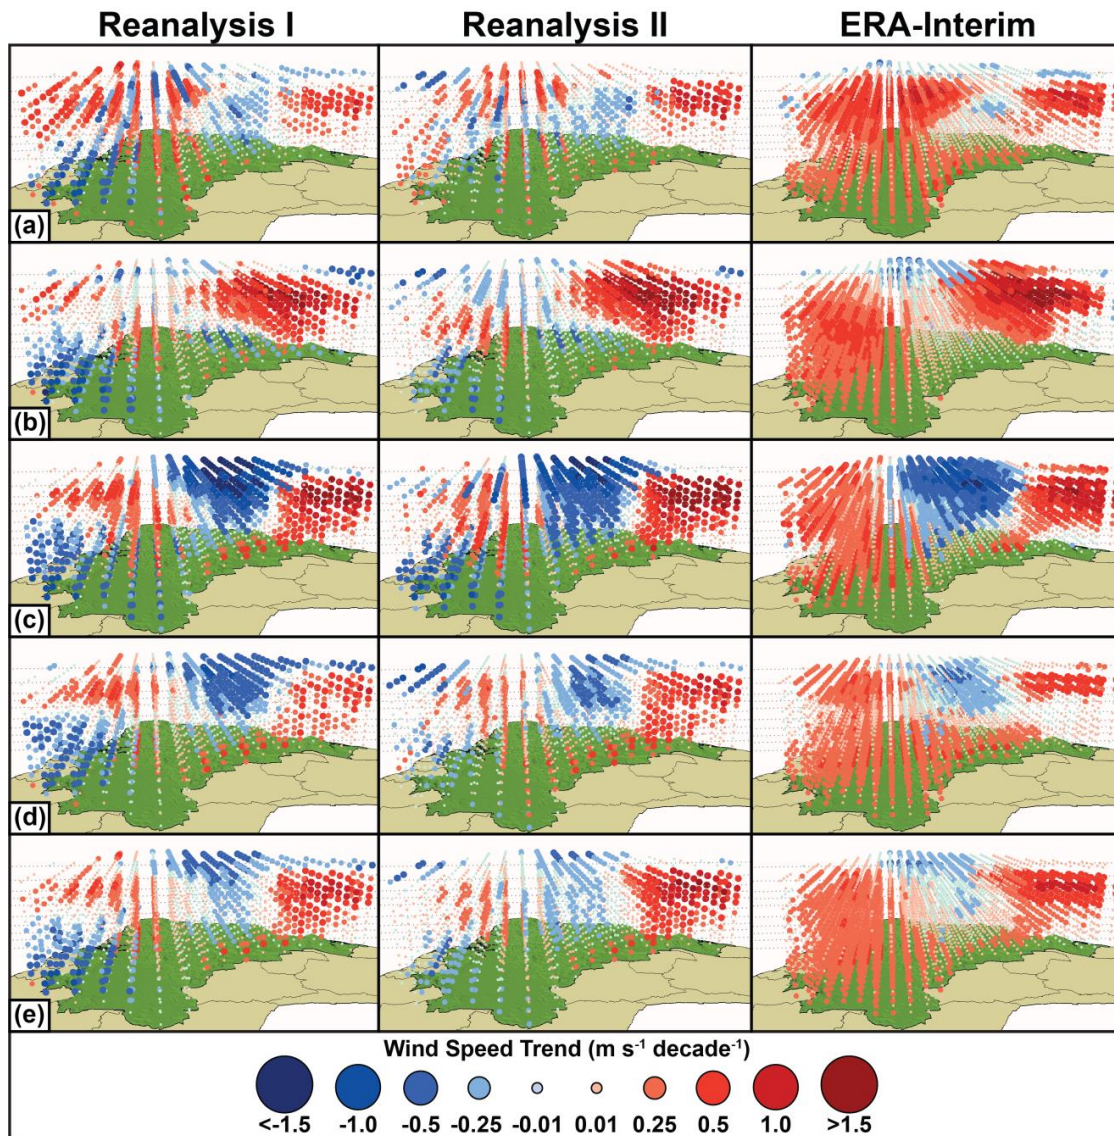 Reanalysis I Reanalysis II ERA-Interim
(a)
(b)
(c)
(d)
(e)
Wind Speed Trend (m s⁻¹ decade⁻¹)
<-1.5 -1.0 -0.5 -0.25 -0.01 0.01 0.25 0.5 1.0 >1.5